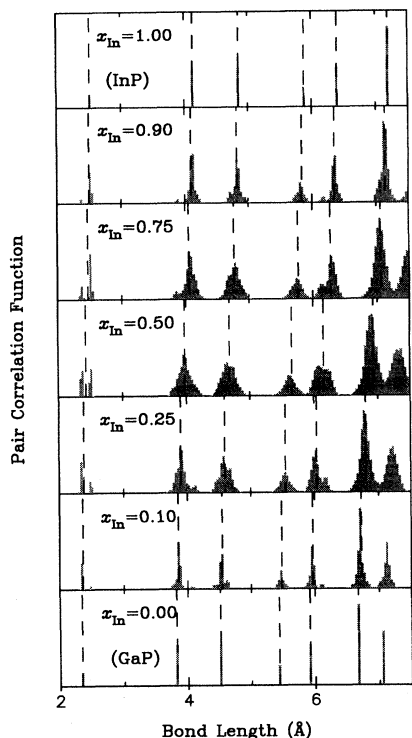 x_In=1.00
(InP)
x_In=0.90
x_In=0.75
x_In=0.50
x_In=0.25
x_In=0.10
x_In=0.00
(GaP)
Pair Correlation Function
2 4 6
Bond Length (Å)